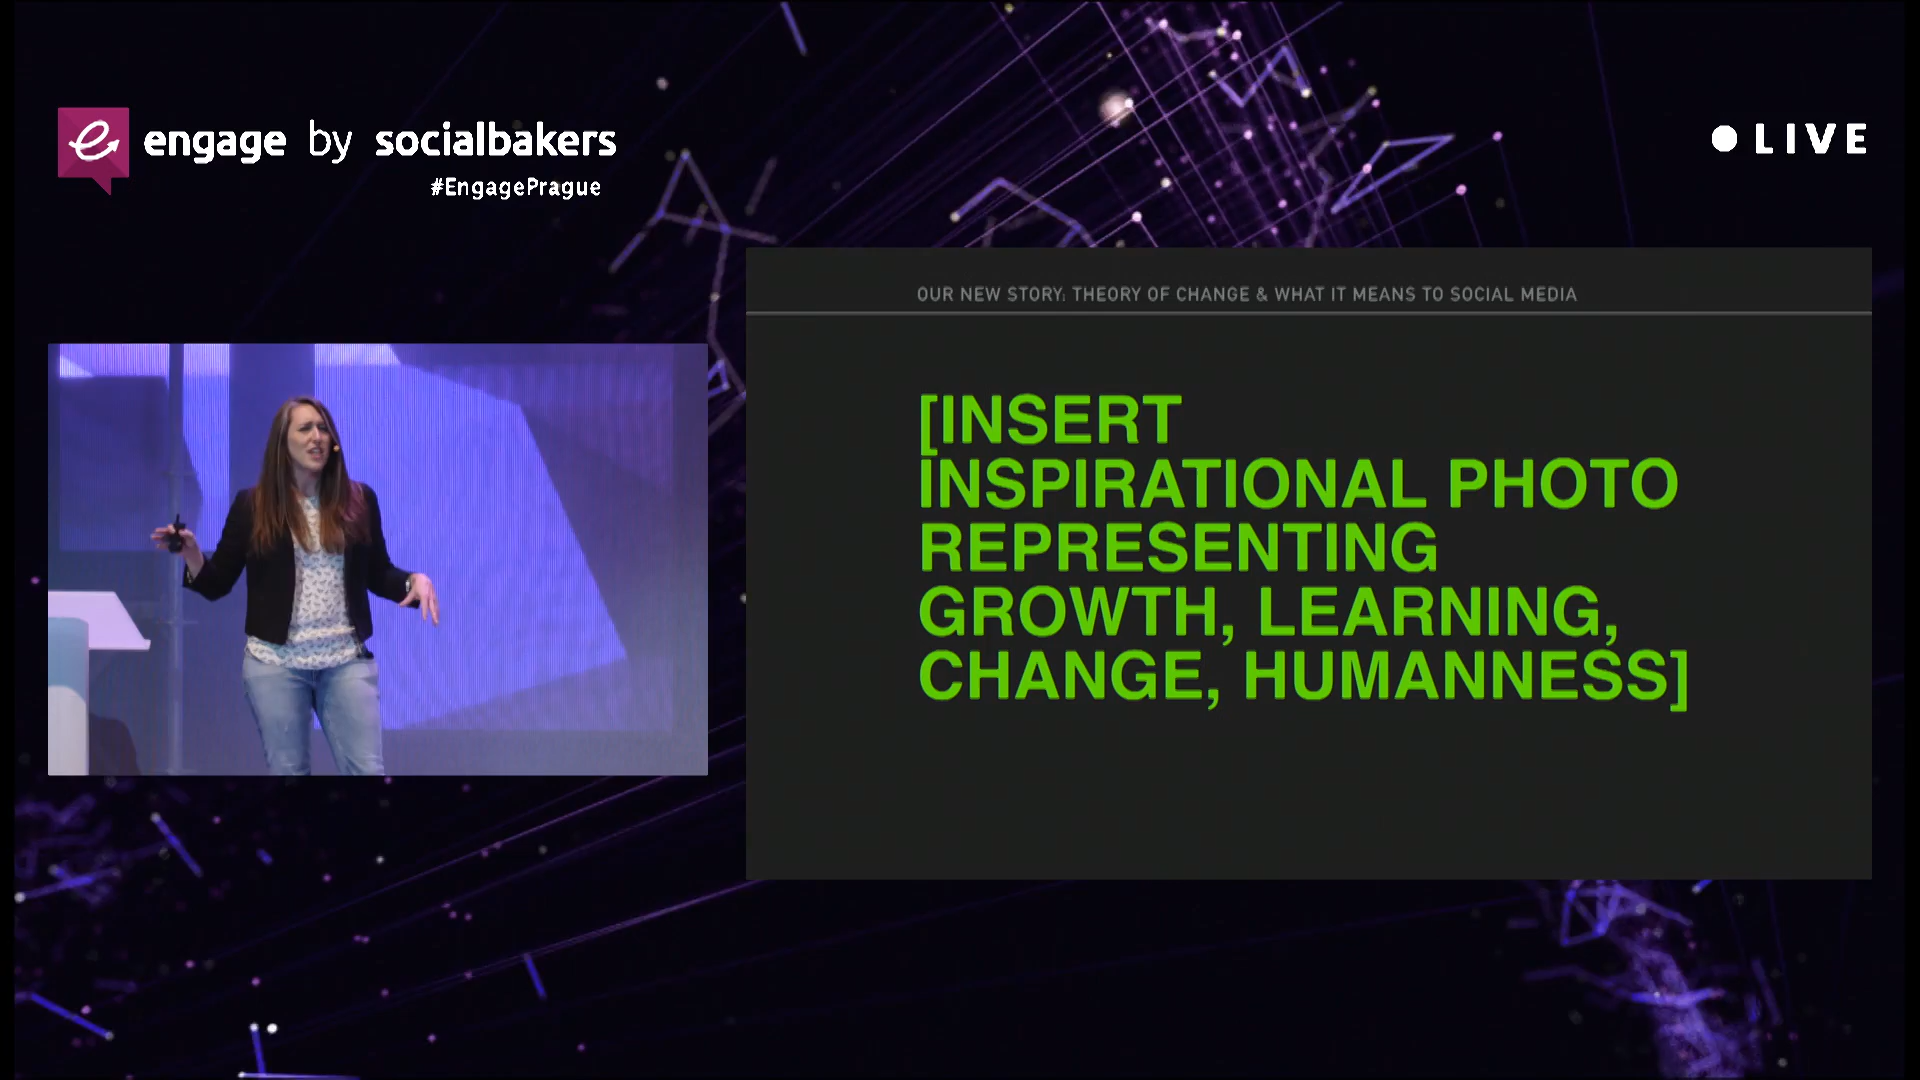 engage by socialbakers
#EngagePrague
LIVE
OUR NEW STORY: THEORY OF CHANGE & WHAT IT MEANS TO SOCIAL MEDIA
[INSERT
INSPIRATIONAL PHOTO
REPRESENTING
GROWTH, LEARNING,
CHANGE, HUMANNESS]